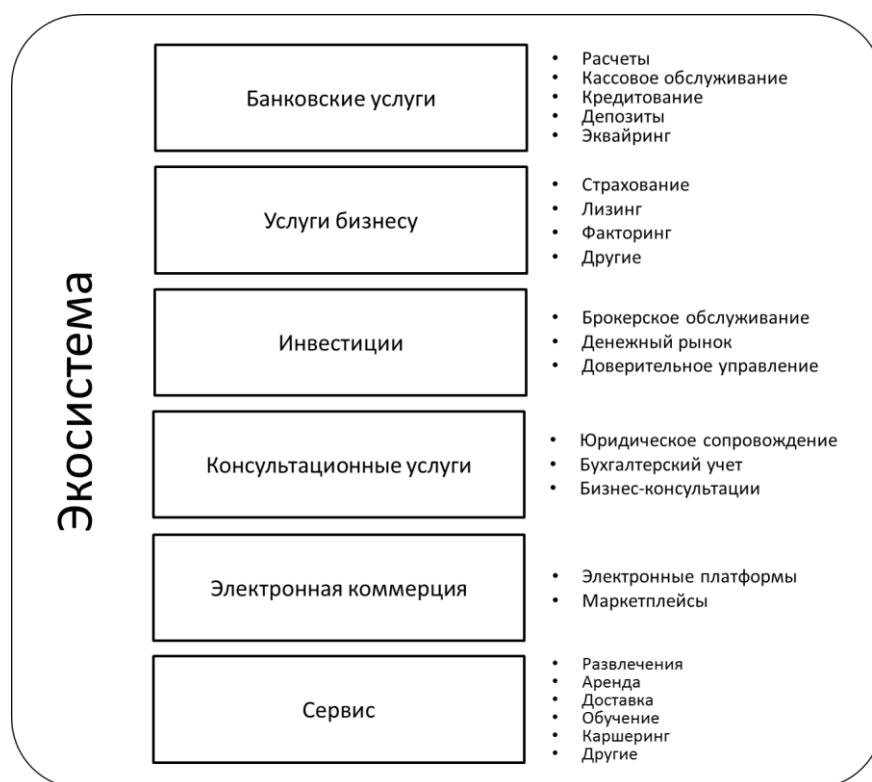 Экосистема
Банковские услуги
• Расчеты
• Кассовое обслуживание
• Кредитование
• Депозиты
• Эквайринг
Услуги бизнесу
• Страхование
• Лизинг
• Факторинг
• Другие
Инвестиции
• Брокерское обслуживание
• Денежный рынок
• Доверительное управление
Консультационные услуги
• Юридическое сопровождение
• Бухгалтерский учет
• Бизнес-консультации
Электронная коммерция
• Электронные платформы
• Маркетплейсы
Сервис
• Развлечения
• Аренда
• Доставка
• Обучение
• Каршеринг
• Другие